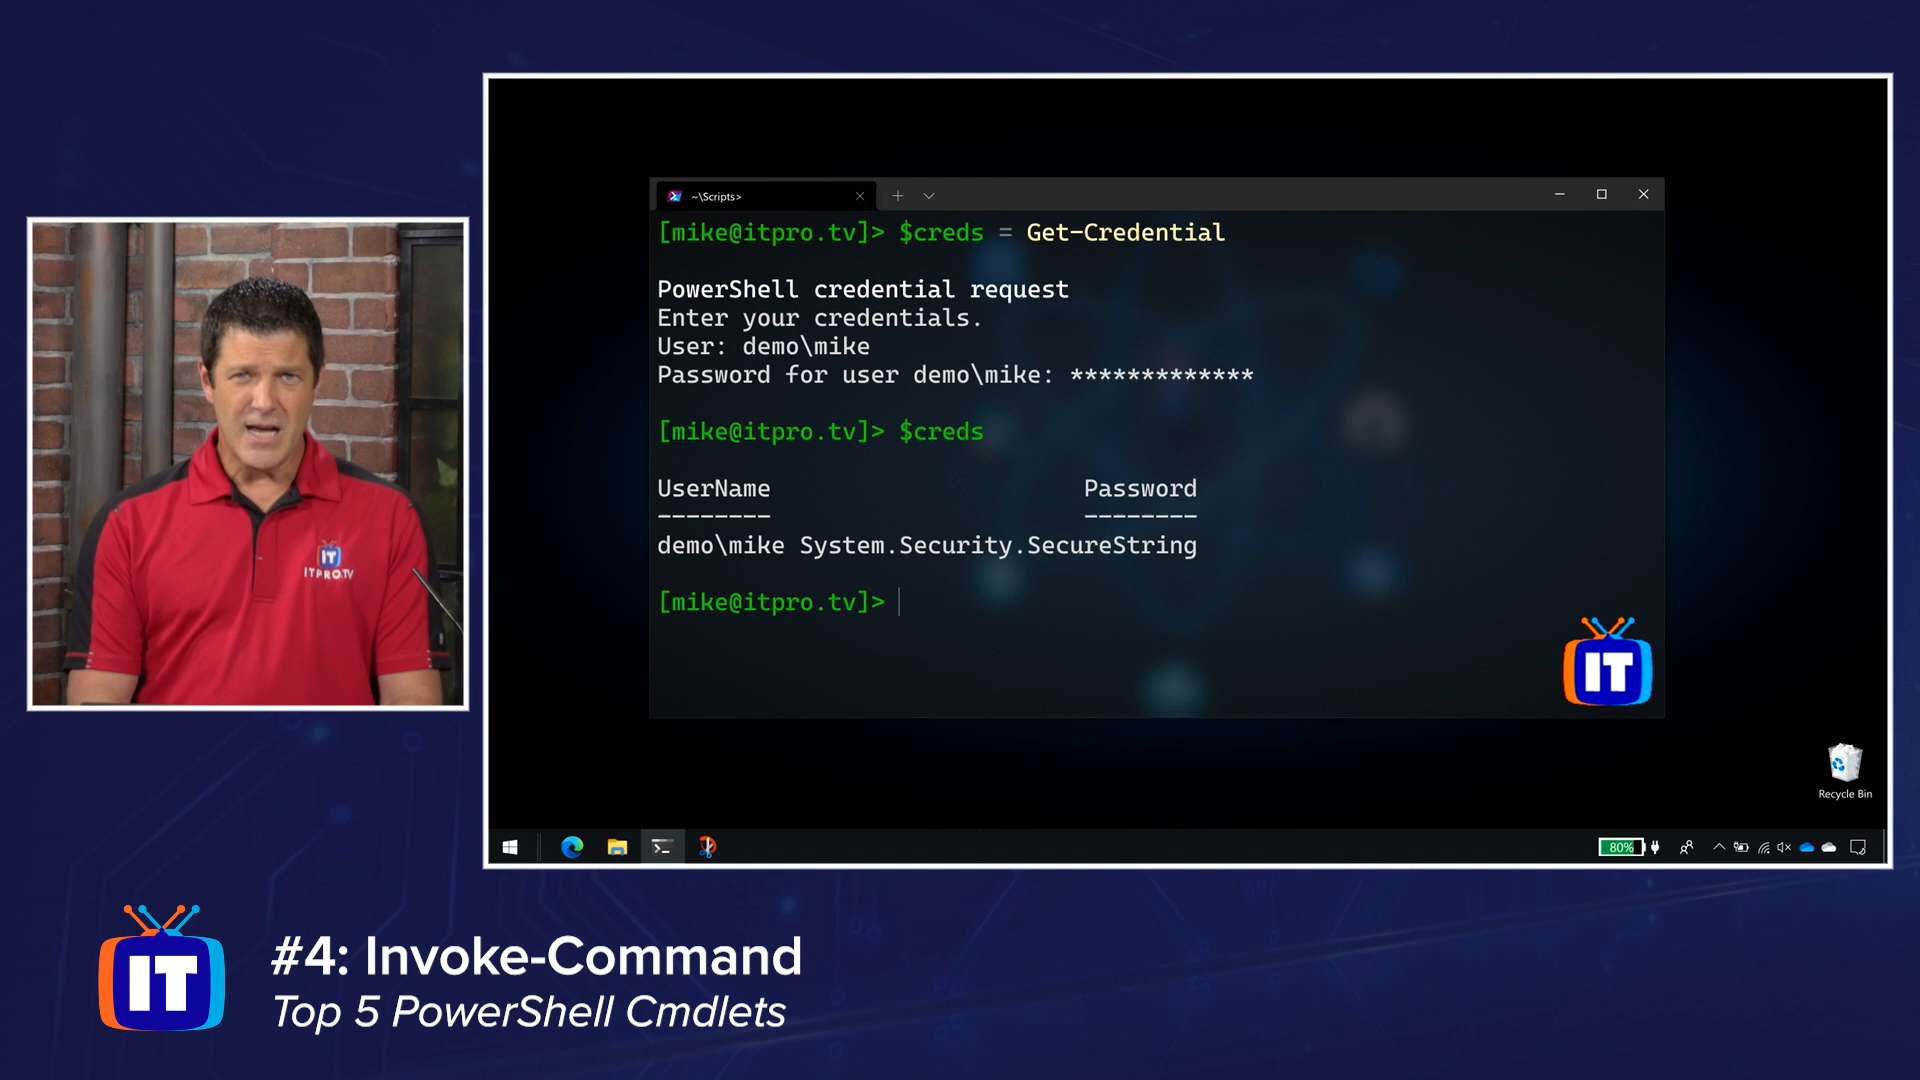 ~\Scripts>
[mike@itpro.tv]> $creds = Get-Credential
PowerShell credential request
Enter your credentials.
User: demo\mike
Password for user demo\mike: *************
[mike@itpro.tv]> $creds
UserName Password
-------- --------
demo\mike System.Security.SecureString
[mike@itpro.tv]>
IT
IT
ITPRO.TV
Recycle Bin
80%
IT
#4: Invoke-Command
Top 5 PowerShell Cmdlets